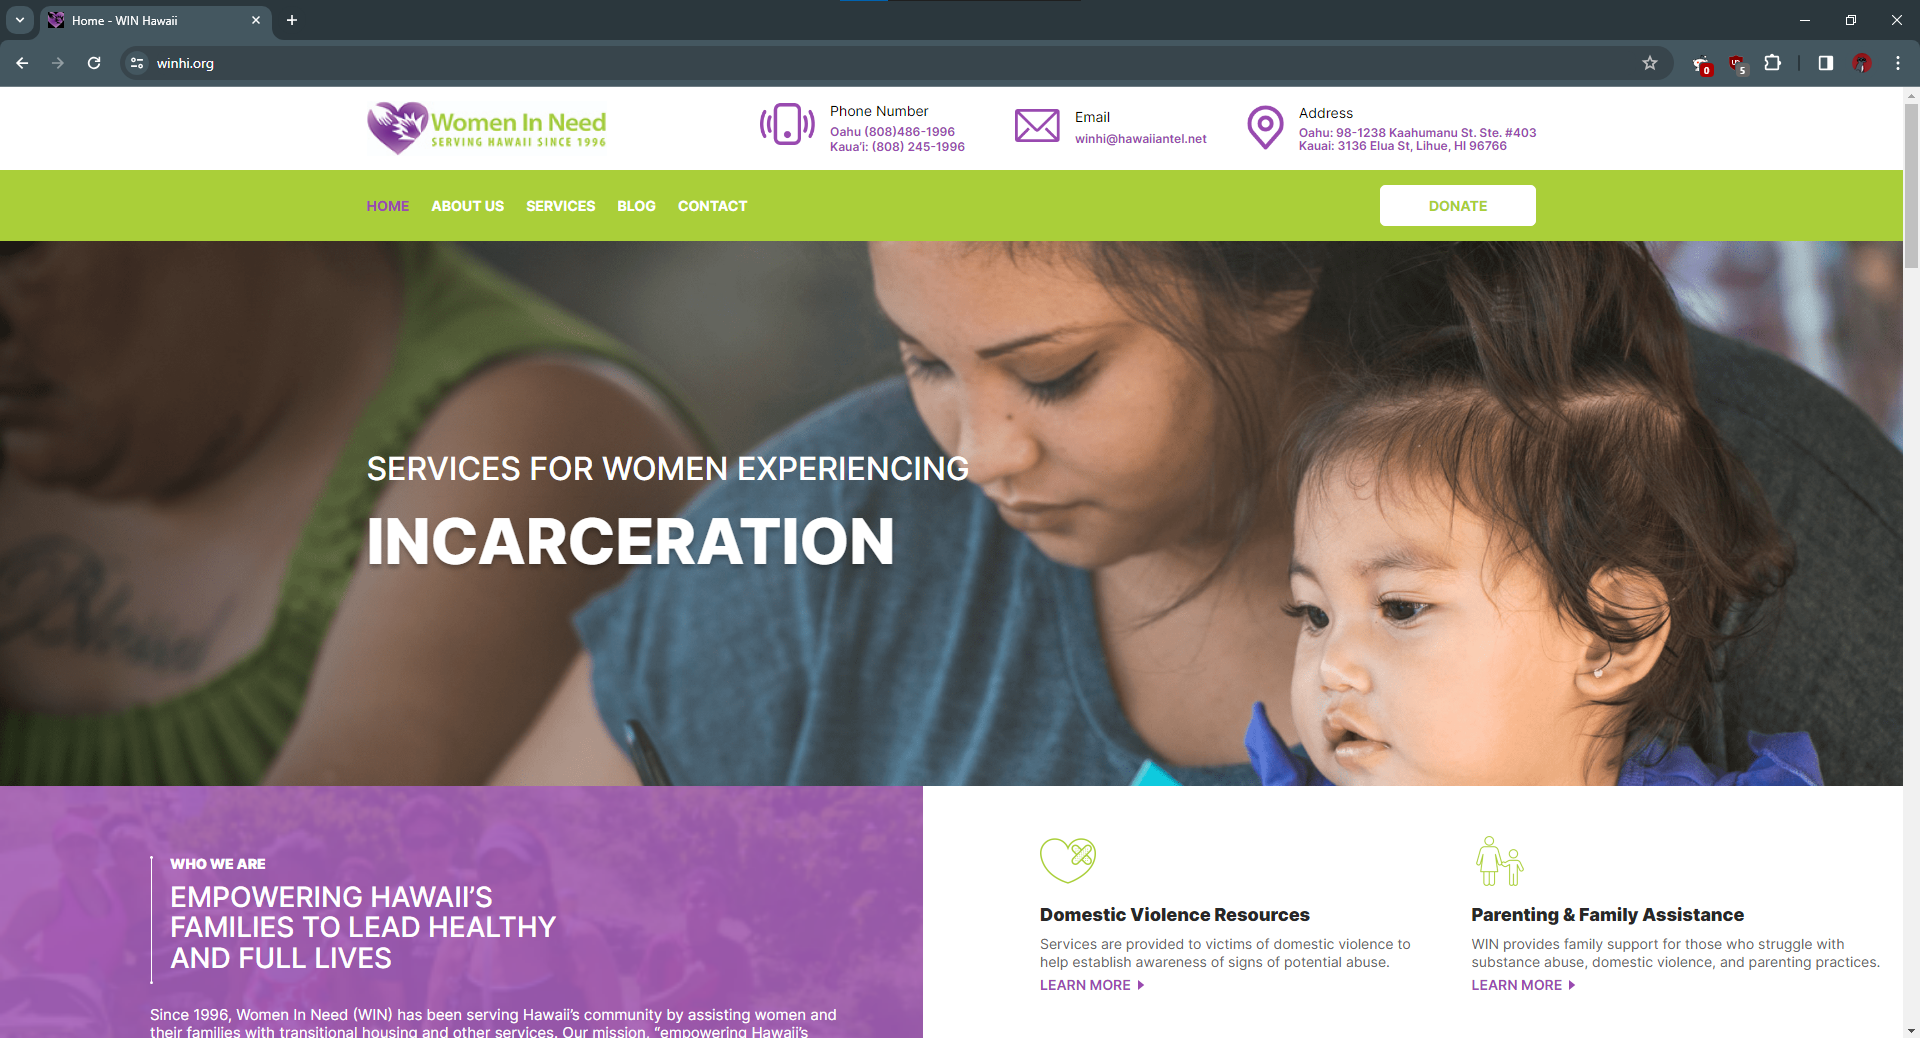 Home - WIN Hawaii
winhi.org
0
5
Women In Need
SERVING HAWAII SINCE 1996
Phone Number
Oahu (808)486-1996
Kaua'i: (808) 245-1996
Email
winhi@hawaiiantel.net
Address
Oahu: 98-1238 Kaahumanu St. Ste. #403
Kauai: 3136 Elua St, Lihue, HI 96766
HOME ABOUT US SERVICES BLOG CONTACT
DONATE
SERVICES FOR WOMEN EXPERIENCING
INCARCERATION
WHO WE ARE
EMPOWERING HAWAII’S
FAMILIES TO LEAD HEALTHY
AND FULL LIVES
Since 1996, Women In Need (WIN) has been serving Hawaii’s community by assisting women and
their families with transitional housing and other services. Our mission, “empowering Hawaii’s
Domestic Violence Resources
Services are provided to victims of domestic violence to
help establish awareness of signs of potential abuse.
LEARN MORE
Parenting & Family Assistance
WIN provides family support for those who struggle with
substance abuse, domestic violence, and parenting practices.
LEARN MORE